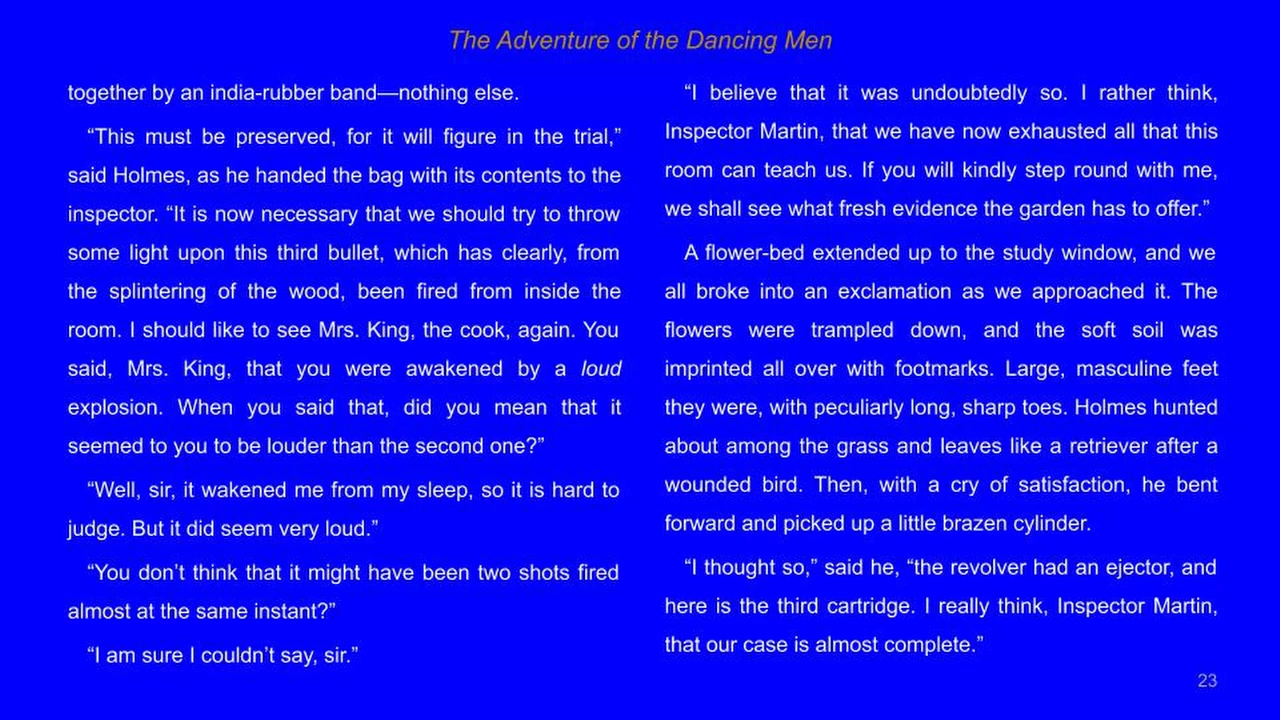 The Adventure of the Dancing Men
together by an india-rubber band—nothing else.
“This must be preserved, for it will figure in the trial,”
said Holmes, as he handed the bag with its contents to the
inspector. “It is now necessary that we should try to throw
some light upon this third bullet, which has clearly, from
the splintering of the wood, been fired from inside the
room. I should like to see Mrs. King, the cook, again. You
said, Mrs. King, that you were awakened by a loud
explosion. When you said that, did you mean that it
seemed to you to be louder than the second one?”
“Well, sir, it wakened me from my sleep, so it is hard to
judge. But it did seem very loud.”
“You don’t think that it might have been two shots fired
almost at the same instant?”
“I am sure I couldn’t say, sir.”
“I believe that it was undoubtedly so. I rather think,
Inspector Martin, that we have now exhausted all that this
room can teach us. If you will kindly step round with me,
we shall see what fresh evidence the garden has to offer.”
A flower-bed extended up to the study window, and we
all broke into an exclamation as we approached it. The
flowers were trampled down, and the soft soil was
imprinted all over with footmarks. Large, masculine feet
they were, with peculiarly long, sharp toes. Holmes hunted
about among the grass and leaves like a retriever after a
wounded bird. Then, with a cry of satisfaction, he bent
forward and picked up a little brazen cylinder.
“I thought so,” said he, “the revolver had an ejector, and
here is the third cartridge. I really think, Inspector Martin,
that our case is almost complete.”
23